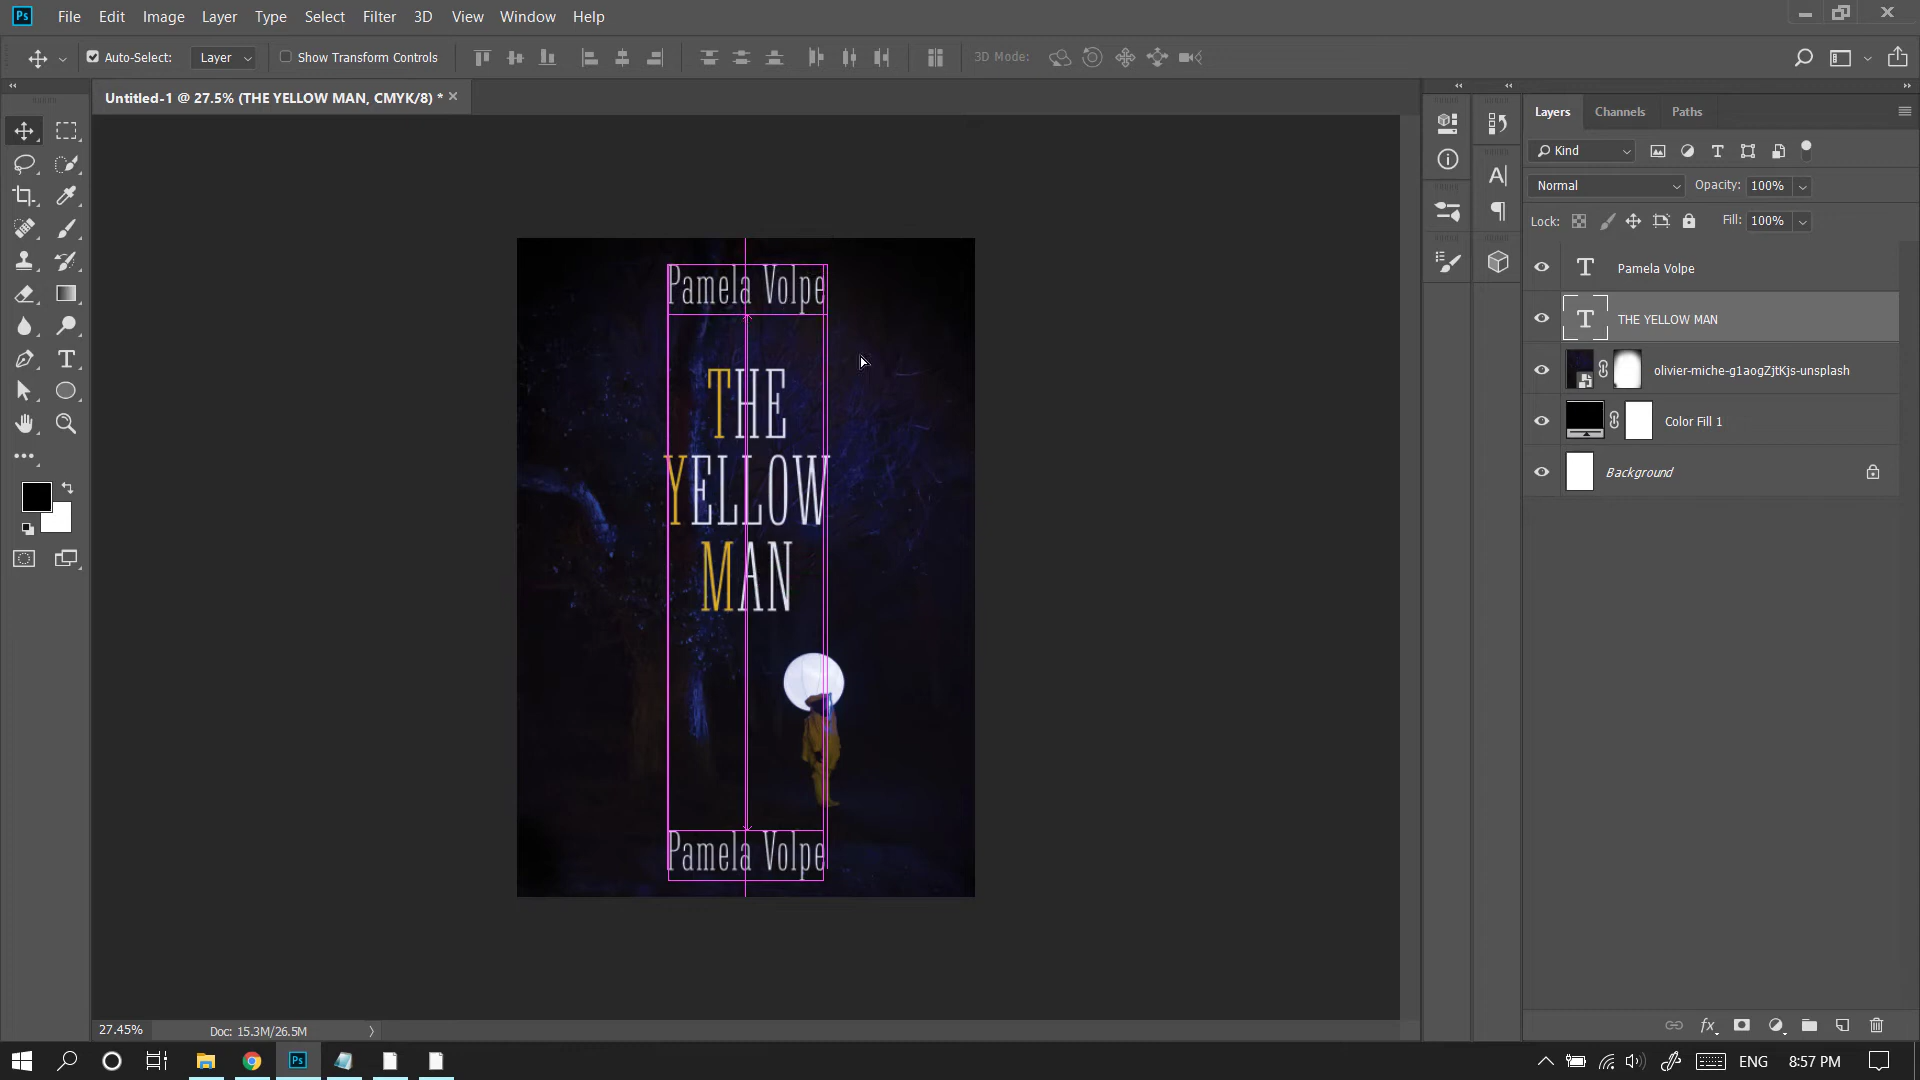 Ps File Edit Image Layer Type Select Filter 3D View Window Help
Auto-Select: Layer Show Transform Controls 3D Mode:
Untitled-1 @ 27.5% (THE YELLOW MAN, CMYK/8) *
Layers Channels Paths
Kind
Normal Opacity: 100%
Lock: Fill: 100%
Pamela Volpe
THE YELLOW MAN
olivier-miche-g1aogZjtKjs-unsplash
Color Fill 1
Background
Pamela Volpe
THE
YELLOW
MAN
Pamela Volpe
27.45% Doc: 15.3M/26.5M
fx
Ps ENG 8:57 PM